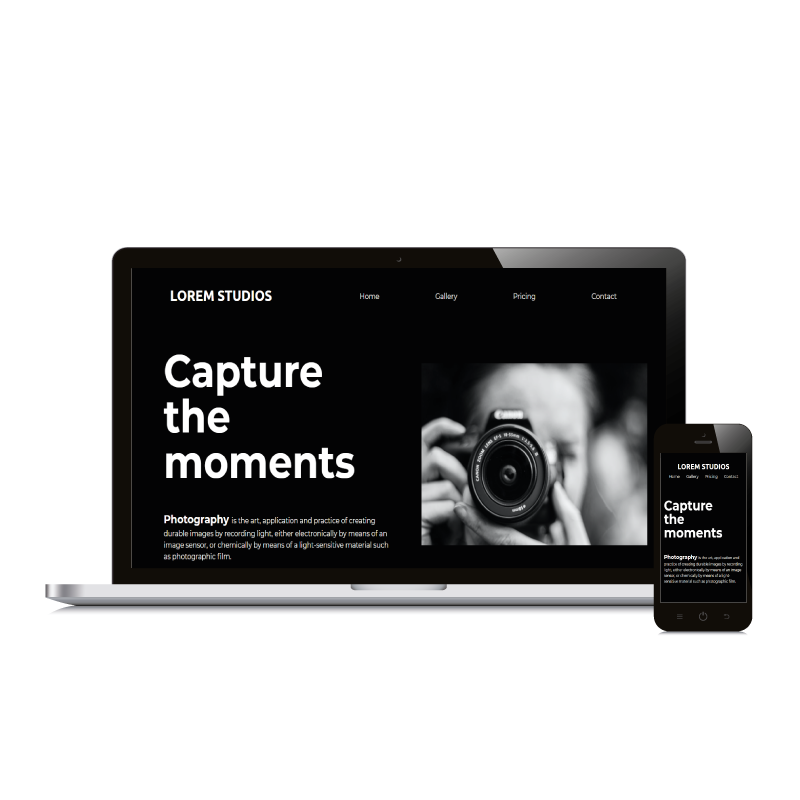 LOREM STUDIOS
Home Gallery Pricing Contact
Capture
the
moments
Photography is the art, application and practice of creating
durable images by recording light, either electronically by means of an
image sensor, or chemically by means of a light-sensitive material such
as photographic film.
Canon
LOREM STUDIOS
Home Gallery Pricing Contact
Capture
the
moments
Photography is the art, application and
practice of creating durable images by recording
light, either electronically by means of an image
sensor, or chemically by means of a light-
sensitive material such as photographic film.